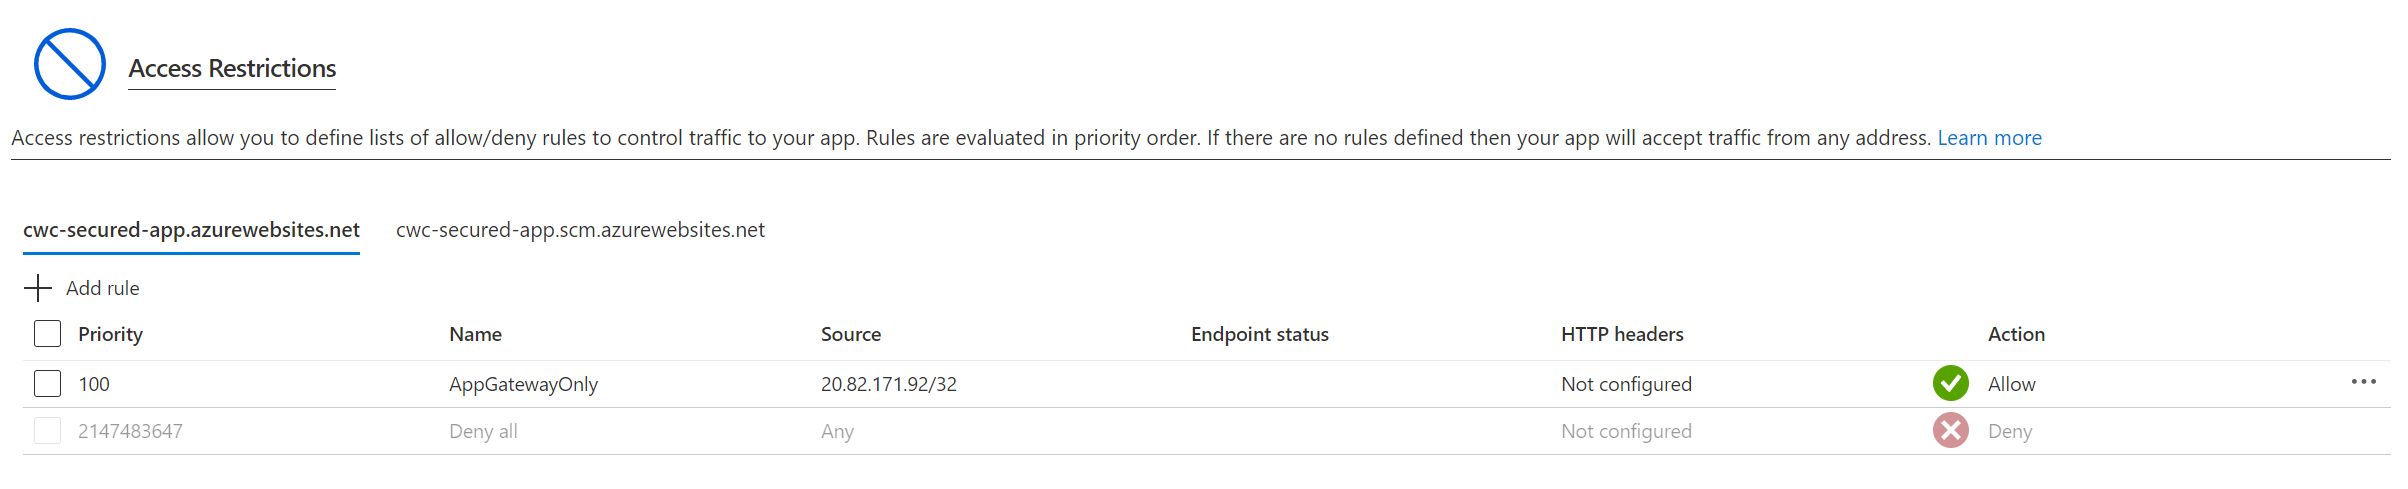 Access Restrictions
Access restrictions allow you to define lists of allow/deny rules to control traffic to your app. Rules are evaluated in priority order. If there are no rules defined then your app will accept traffic from any address. Learn more
cwc-secured-app.azurewebsites.net cwc-secured-app.scm.azurewebsites.net
Add rule
Priority Name Source Endpoint status HTTP headers Action
100 AppGatewayOnly 20.82.171.92/32 Not configured Allow
2147483647 Deny all Any Not configured Deny